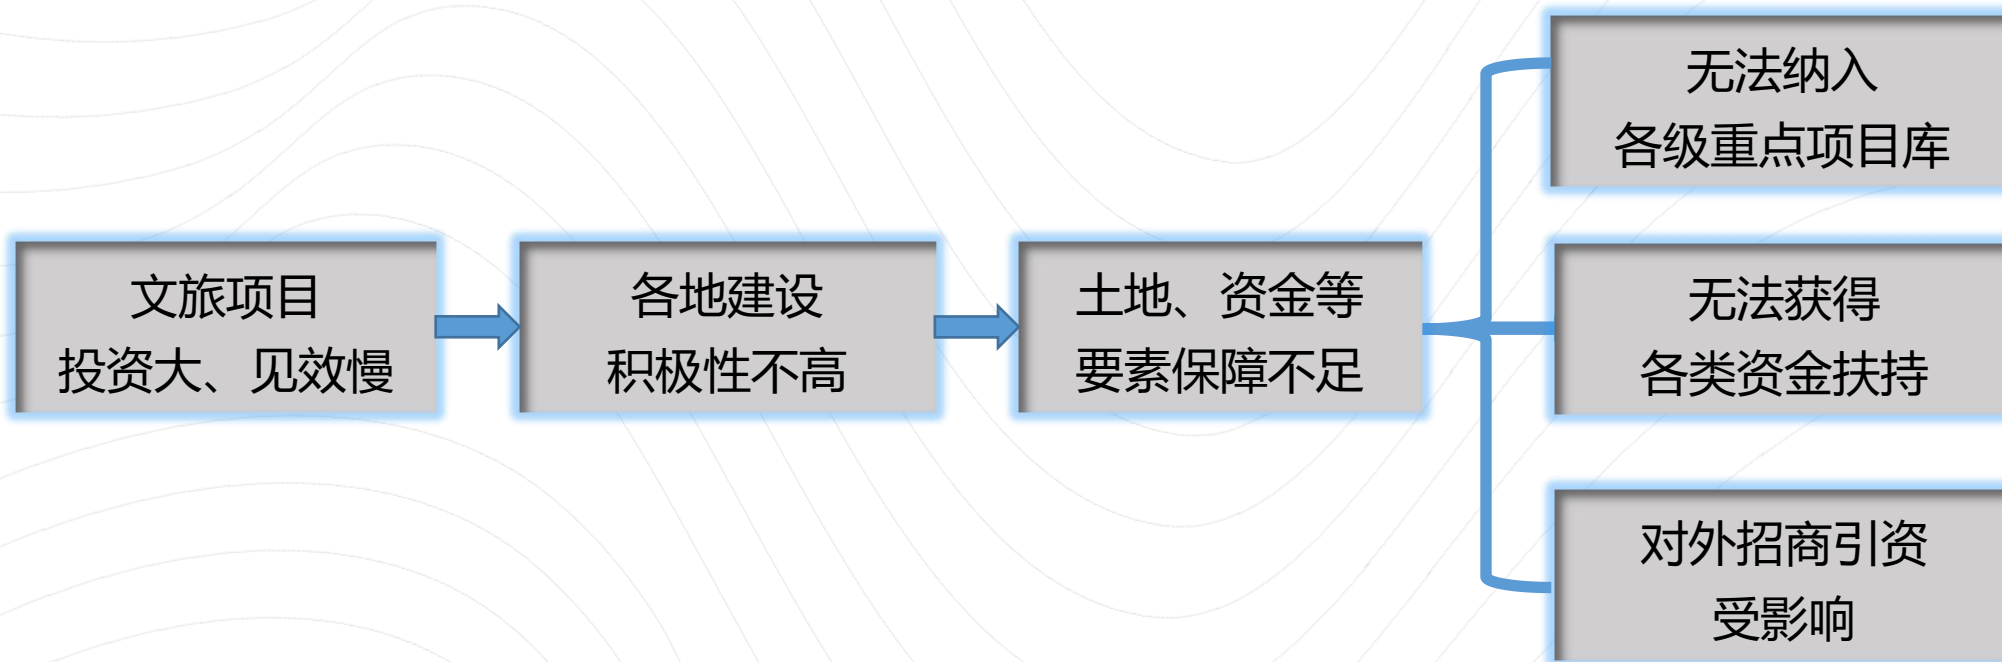 文旅项目
投资大、见效慢
各地建设
积极性不高
土地、资金等
要素保障不足
无法纳入
各级重点项目库
无法获得
各类资金扶持
对外招商引资
受影响